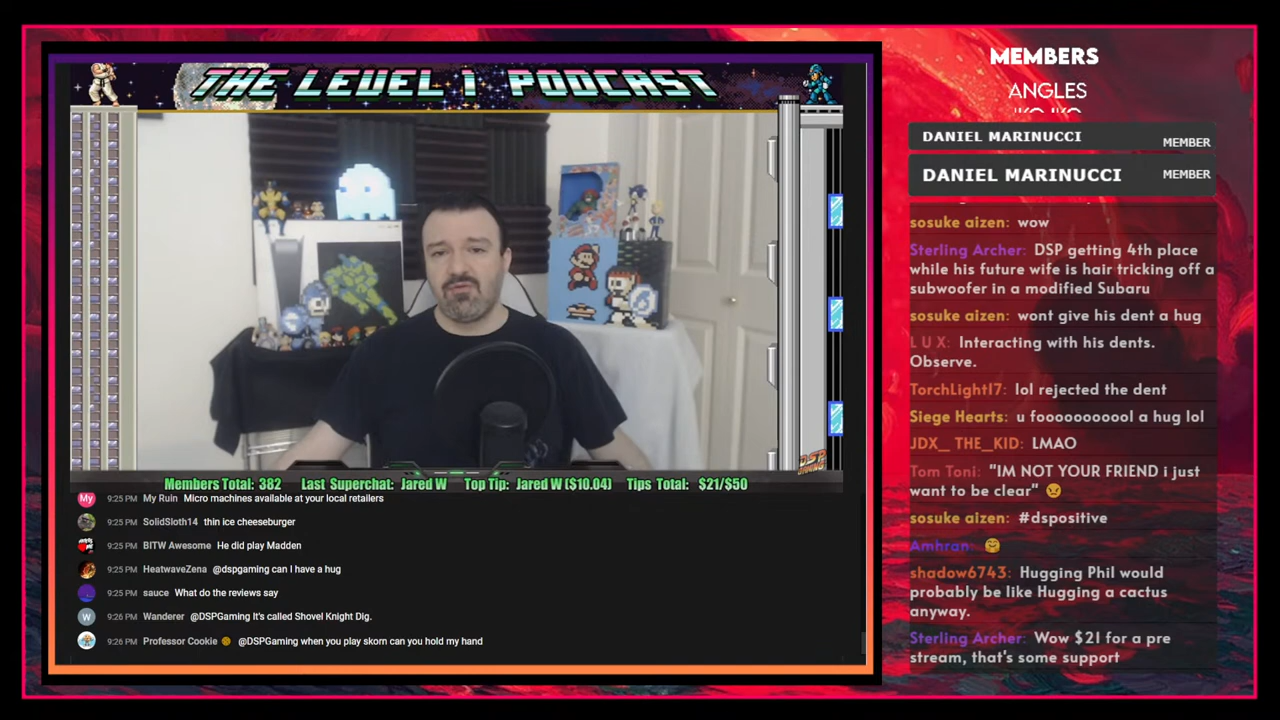 THE LEVEL 1 PODCAST
DSP
GAMING
Members Total: 382 Last Superchat: Jared W Top Tip: Jared W ($10.04) Tips Total: $21/$50
My 9:25 PM My Ruin Micro machines available at your local retailers
9:25 PM SolidSloth14 thin ice cheeseburger
9:25 PM BITW Awesome He did play Madden
9:25 PM HeatwaveZena @dspgaming can I have a hug
9:25 PM sauce What do the reviews say
W 9:26 PM Wanderer @DSPGaming It's called Shovel Knight Dig.
9:26 PM Professor Cookie @DSPGaming when you play skorn can you hold my hand
MEMBERS
ANGLES
DANIEL MARINUCCI MEMBER
DANIEL MARINUCCI MEMBER
sosuke aizen: wow
Sterling Archer: DSP getting 4th place
while his future wife is hair tricking off a
subwoofer in a modified Subaru
sosuke aizen: wont give his dent a hug
L U X: Interacting with his dents.
Observe.
TorchLight17: lol rejected the dent
Siege Hearts: u foooooooool a hug lol
JDX_ THE_KID: LMAO
Tom Toni: "IM NOT YOUR FRIEND i just
want to be clear" 😠
sosuke aizen: #dspositive
Amhran: 🤗
shadow6743: Hugging Phil would
probably be like Hugging a cactus
anyway.
Sterling Archer: Wow $21 for a pre
stream, that's some support